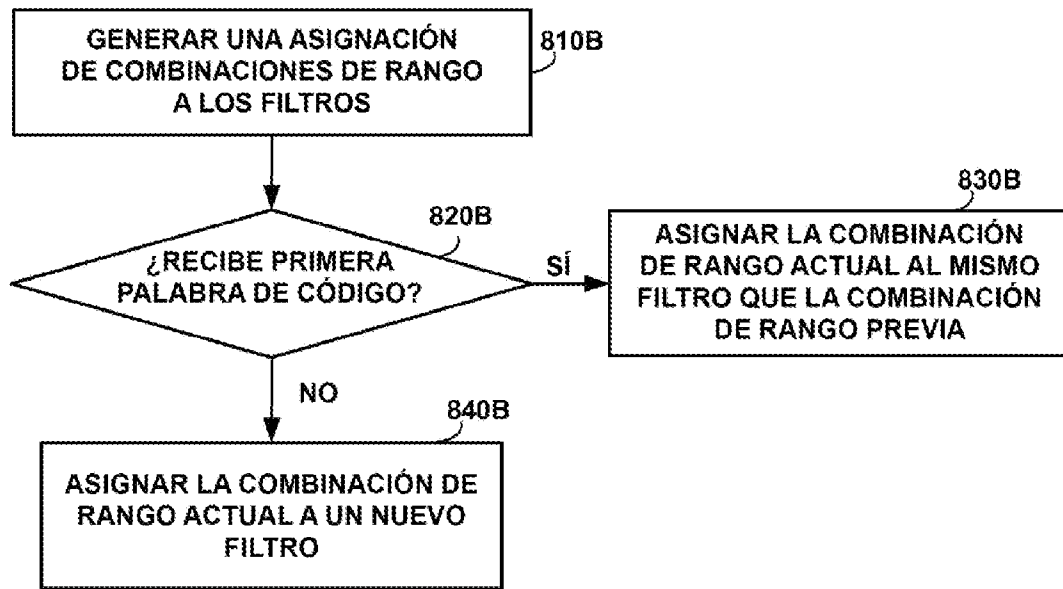 GENERAR UNA ASIGNACIÓN
DE COMBINACIONES DE RANGO
A LOS FILTROS
810B
820B
¿RECIBE PRIMERA
PALABRA DE CÓDIGO?
SÍ
830B
ASIGNAR LA COMBINACIÓN
DE RANGO ACTUAL AL MISMO
FILTRO QUE LA COMBINACIÓN
DE RANGO PREVIA
NO
840B
ASIGNAR LA COMBINACIÓN DE
RANGO ACTUAL A UN NUEVO
FILTRO